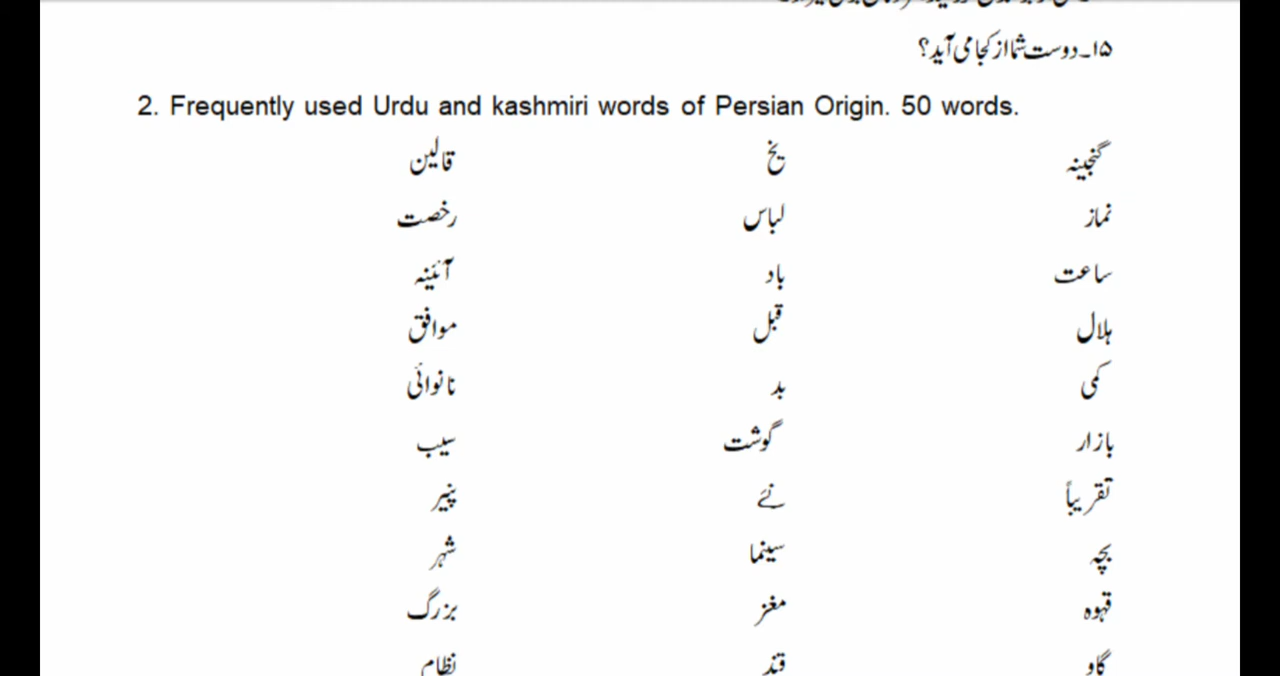 ۱۵۔دوست شما از کجا می آید؟
2. Frequently used Urdu and kashmiri words of Persian Origin. 50 words.
گنجینہ یخ قالین
نماز لباس رخصت
ساعت باد آئینہ
ہلال قبل موافق
کمی بد نانوائی
بازار گوشت سیب
تقریباً نئے پنیر
بچہ سینما شہر
قہوہ مغز بزرگ
گاو قند نظام